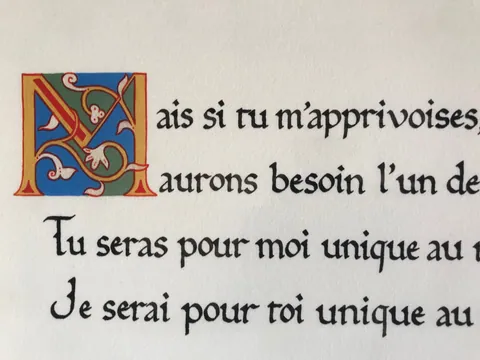 Mais si tu m'apprivoises,
aurons besoin l'un de
Tu seras pour moi unique au
Je serai pour toi unique au